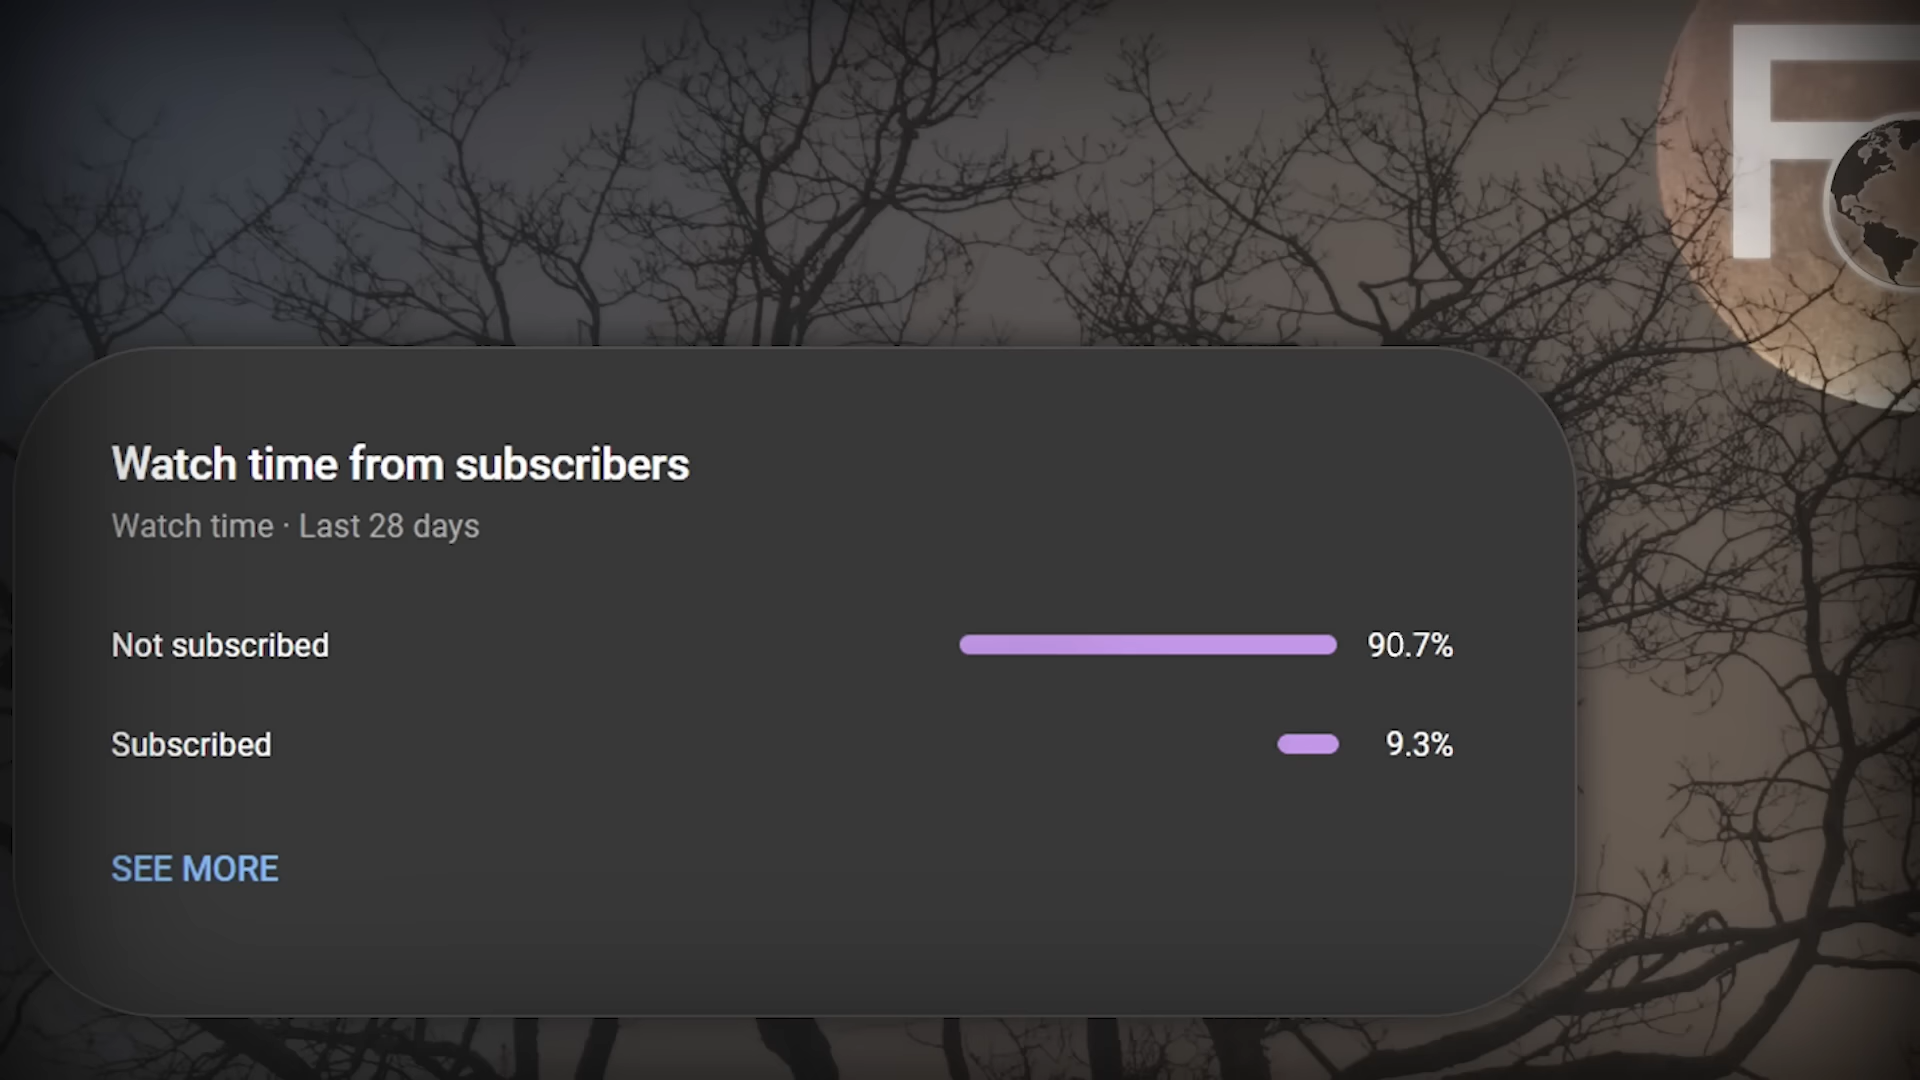 F
Watch time from subscribers
Watch time · Last 28 days
Not subscribed 90.7%
Subscribed 9.3%
SEE MORE